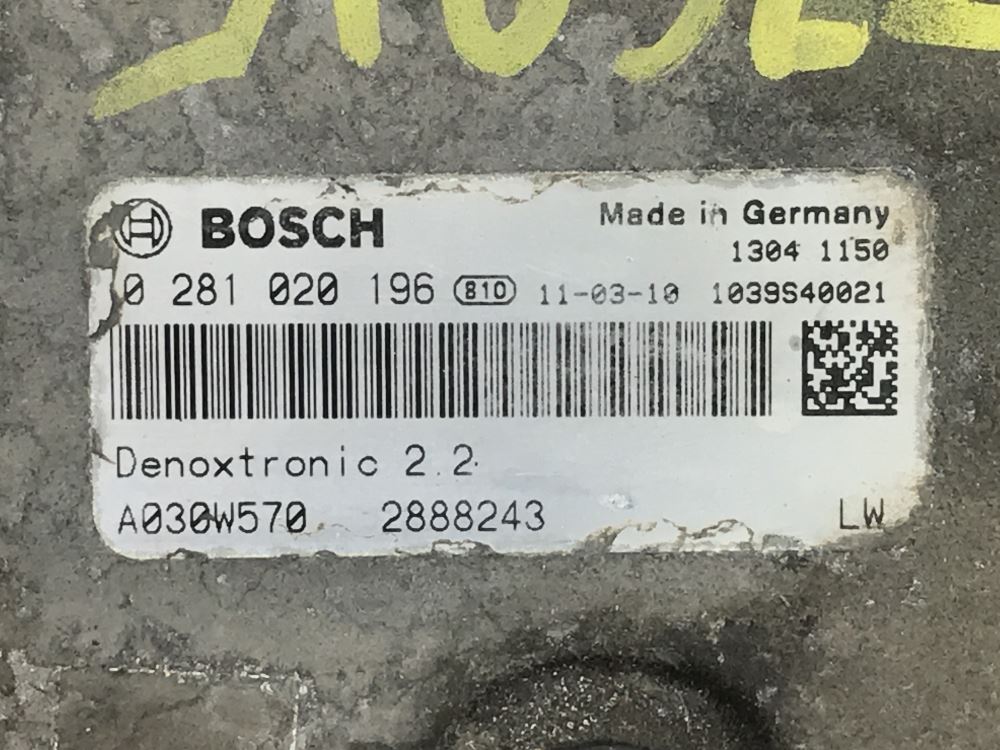 BOSCH
Made in Germany
1304 1150
0 281 020 196 810 11-03-10 1039S40021
Denoxtronic 2.2
A030W570 2888243 LW